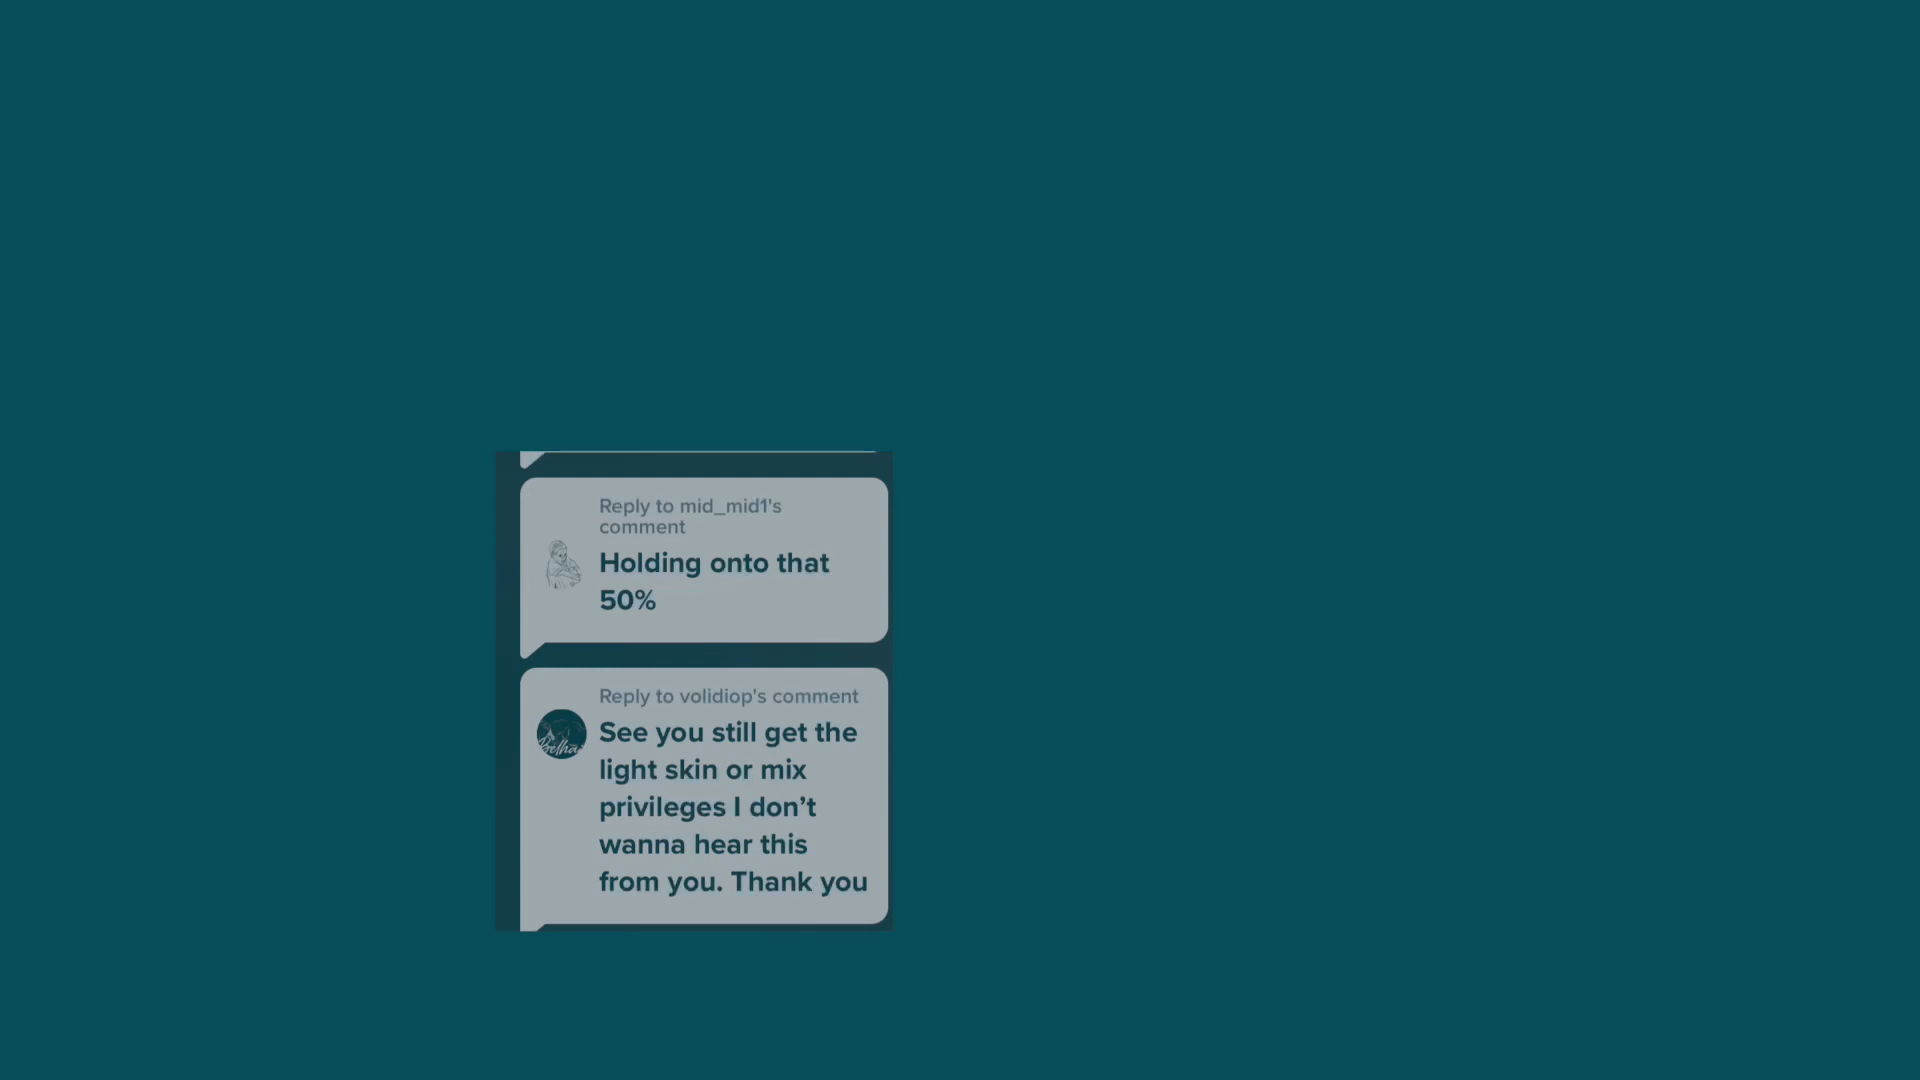 Reply to mid_mid1's
comment
Holding onto that
50%
Reply to volidiop's comment
See you still get the
light skin or mix
privileges I don’t
wanna hear this
from you. Thank you